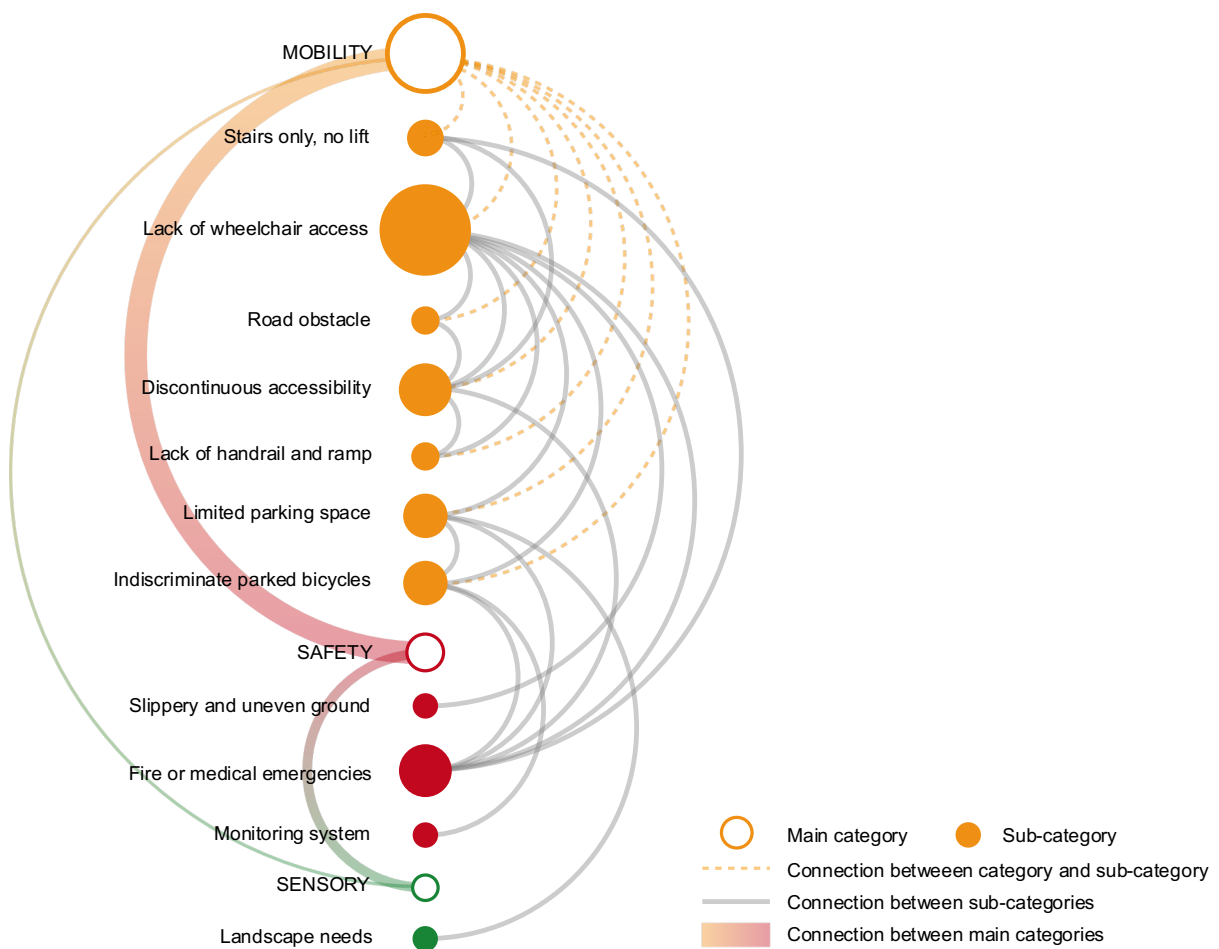 MOBILITY
Stairs only, no lift
Lack of wheelchair access
Road obstacle
Discontinuous accessibility
Lack of handrail and ramp
Limited parking space
Indiscriminate parked bicycles
SAFETY
Slippery and uneven ground
Fire or medical emergencies
Monitoring system
SENSORY
Landscape needs
Main category
Sub-category
Connection betweeen category and sub-category
Connection between sub-categories
Connection between main categories